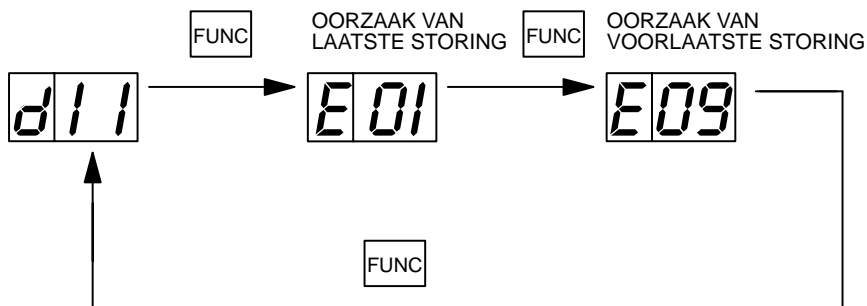 FUNC
OORZAAK VAN
LAATSTE STORING
FUNC
OORZAAK VAN
VOORLAATSTE STORING
d11
E01
E09
FUNC